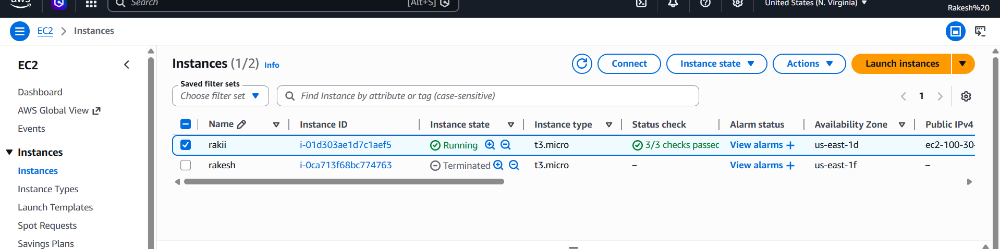 aws
Search
[Alt+S]
United States (N. Virginia)
Rakesh%20
EC2
Instances
EC2
Dashboard
AWS Global View
Events
Instances
Instances
Instance Types
Launch Templates
Spot Requests
Savings Plans
Instances (1/2) Info
Connect
Instance state
Actions
Launch instances
Saved filter sets
Choose filter set
Find Instance by attribute or tag (case-sensitive)
1
Name Instance ID Instance state Instance type Status check Alarm status Availability Zone Public IPv4
rakii i-01d303ae1d7c1aef5 Running t3.micro 3/3 checks passed View alarms + us-east-1d ec2-100-30-
rakesh i-0ca713f68bc774763 Terminated t3.micro – View alarms + us-east-1f –